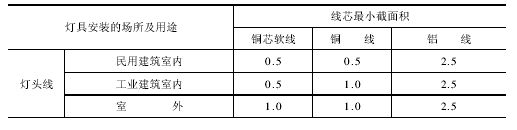 灯具安装的场所及用途 线芯最小截面积
铜芯软线 铜 线 铝 线
灯头线 民用建筑室内 0.5 0.5 2.5
工业建筑室内 0.5 1.0 2.5
室 外 1.0 1.0 2.5